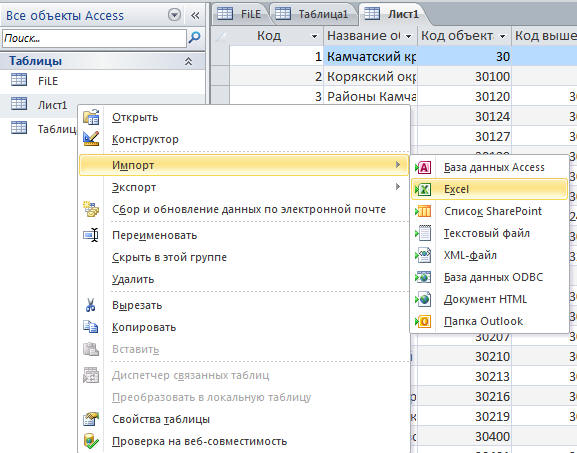 Все объекты Access
Поиск...
Таблицы
FiLE
Лист1
FiLE Таблица1 Лист1
Код Название об Код объекта Код выше
1 Камчатский кр 30
2 Корякский окр 30100
3 Районы Камча 30120
30124
30127
30207
30210
30213
30216
30219
30400
Открыть
Конструктор
Импорт
Экспорт
Сбор и обновление данных по электронной почте
Переименовать
Скрыть в этой группе
Удалить
Вырезать
Копировать
Вставить
Диспетчер связанных таблиц
Преобразовать в локальную таблицу
Свойства таблицы
Проверка на веб-совместимость
База данных Access
Excel
Список SharePoint
Текстовый файл
XML-файл
База данных ODBC
Документ HTML
Папка Outlook